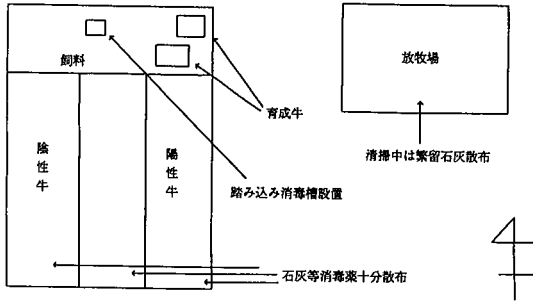 飼料
放牧場
育成牛
清掃中は繁留石灰散布
陰性牛
陽性牛
踏み込み消毒槽設置
石灰等消毒薬十分散布